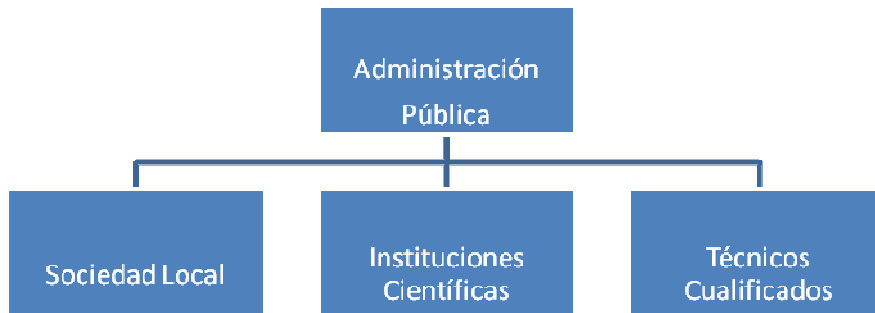 Administración
Pública
Sociedad Local
Instituciones
Científicas
Técnicos
Cualificados